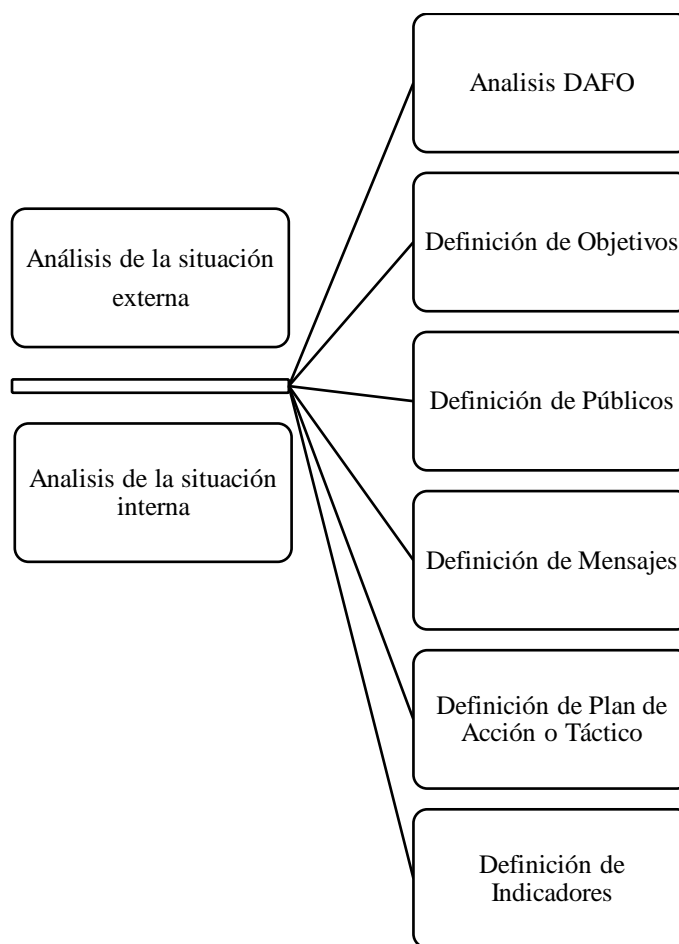 Análisis de la situación
externa
Analisis de la situación
interna
Analisis DAFO
Definición de Objetivos
Definición de Públicos
Definición de Mensajes
Definición de Plan de
Acción o Táctico
Definición de
Indicadores